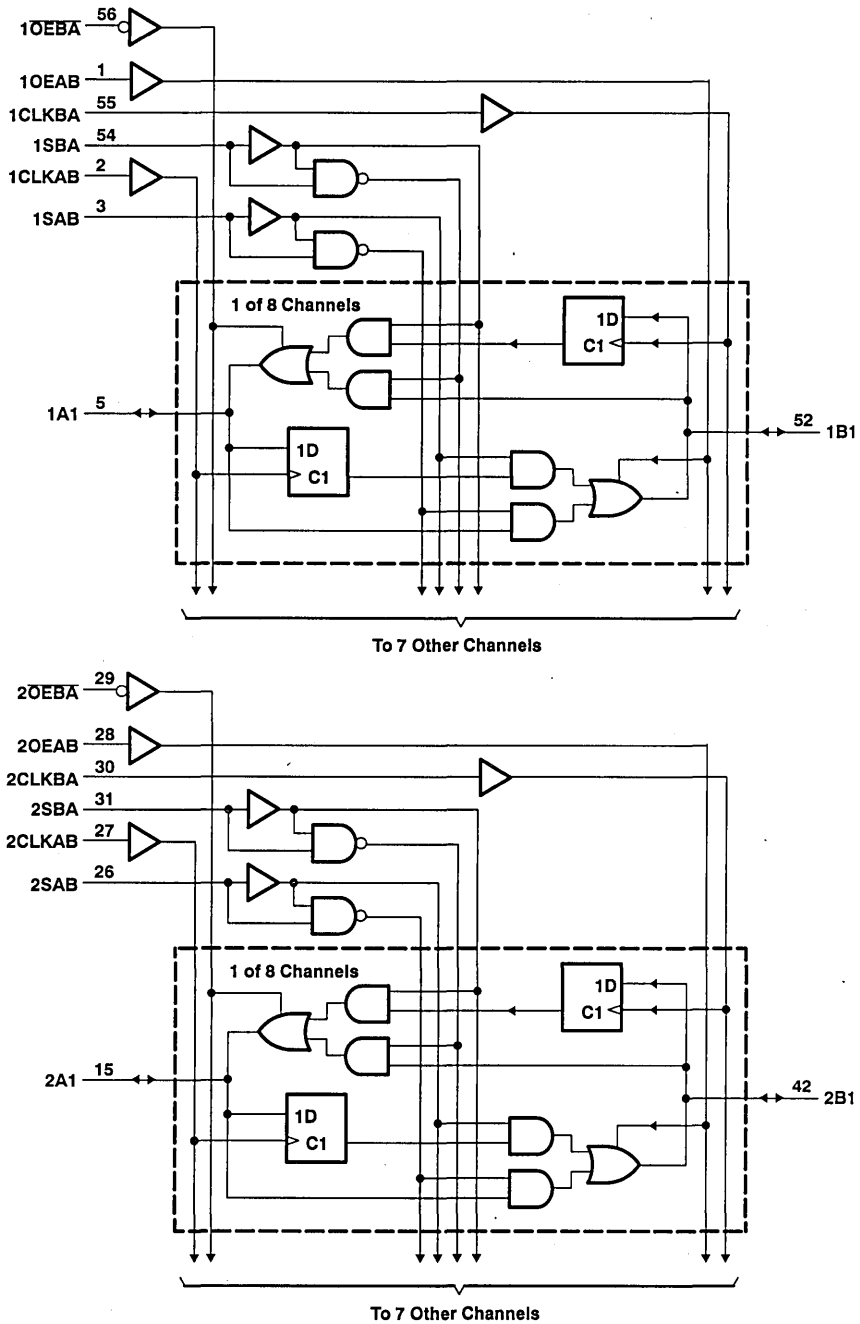 1OEBA 56
1OEAB 1
1CLKBA 55
1SBA 54
1CLKAB 2
1SAB 3
1 of 8 Channels
1D
C1
1A1 5
52 1B1
1D
C1
To 7 Other Channels
2OEBA 29
2OEAB 28
2CLKBA 30
2SBA 31
2CLKAB 27
2SAB 26
1 of 8 Channels
1D
C1
2A1 15
42 2B1
1D
C1
To 7 Other Channels